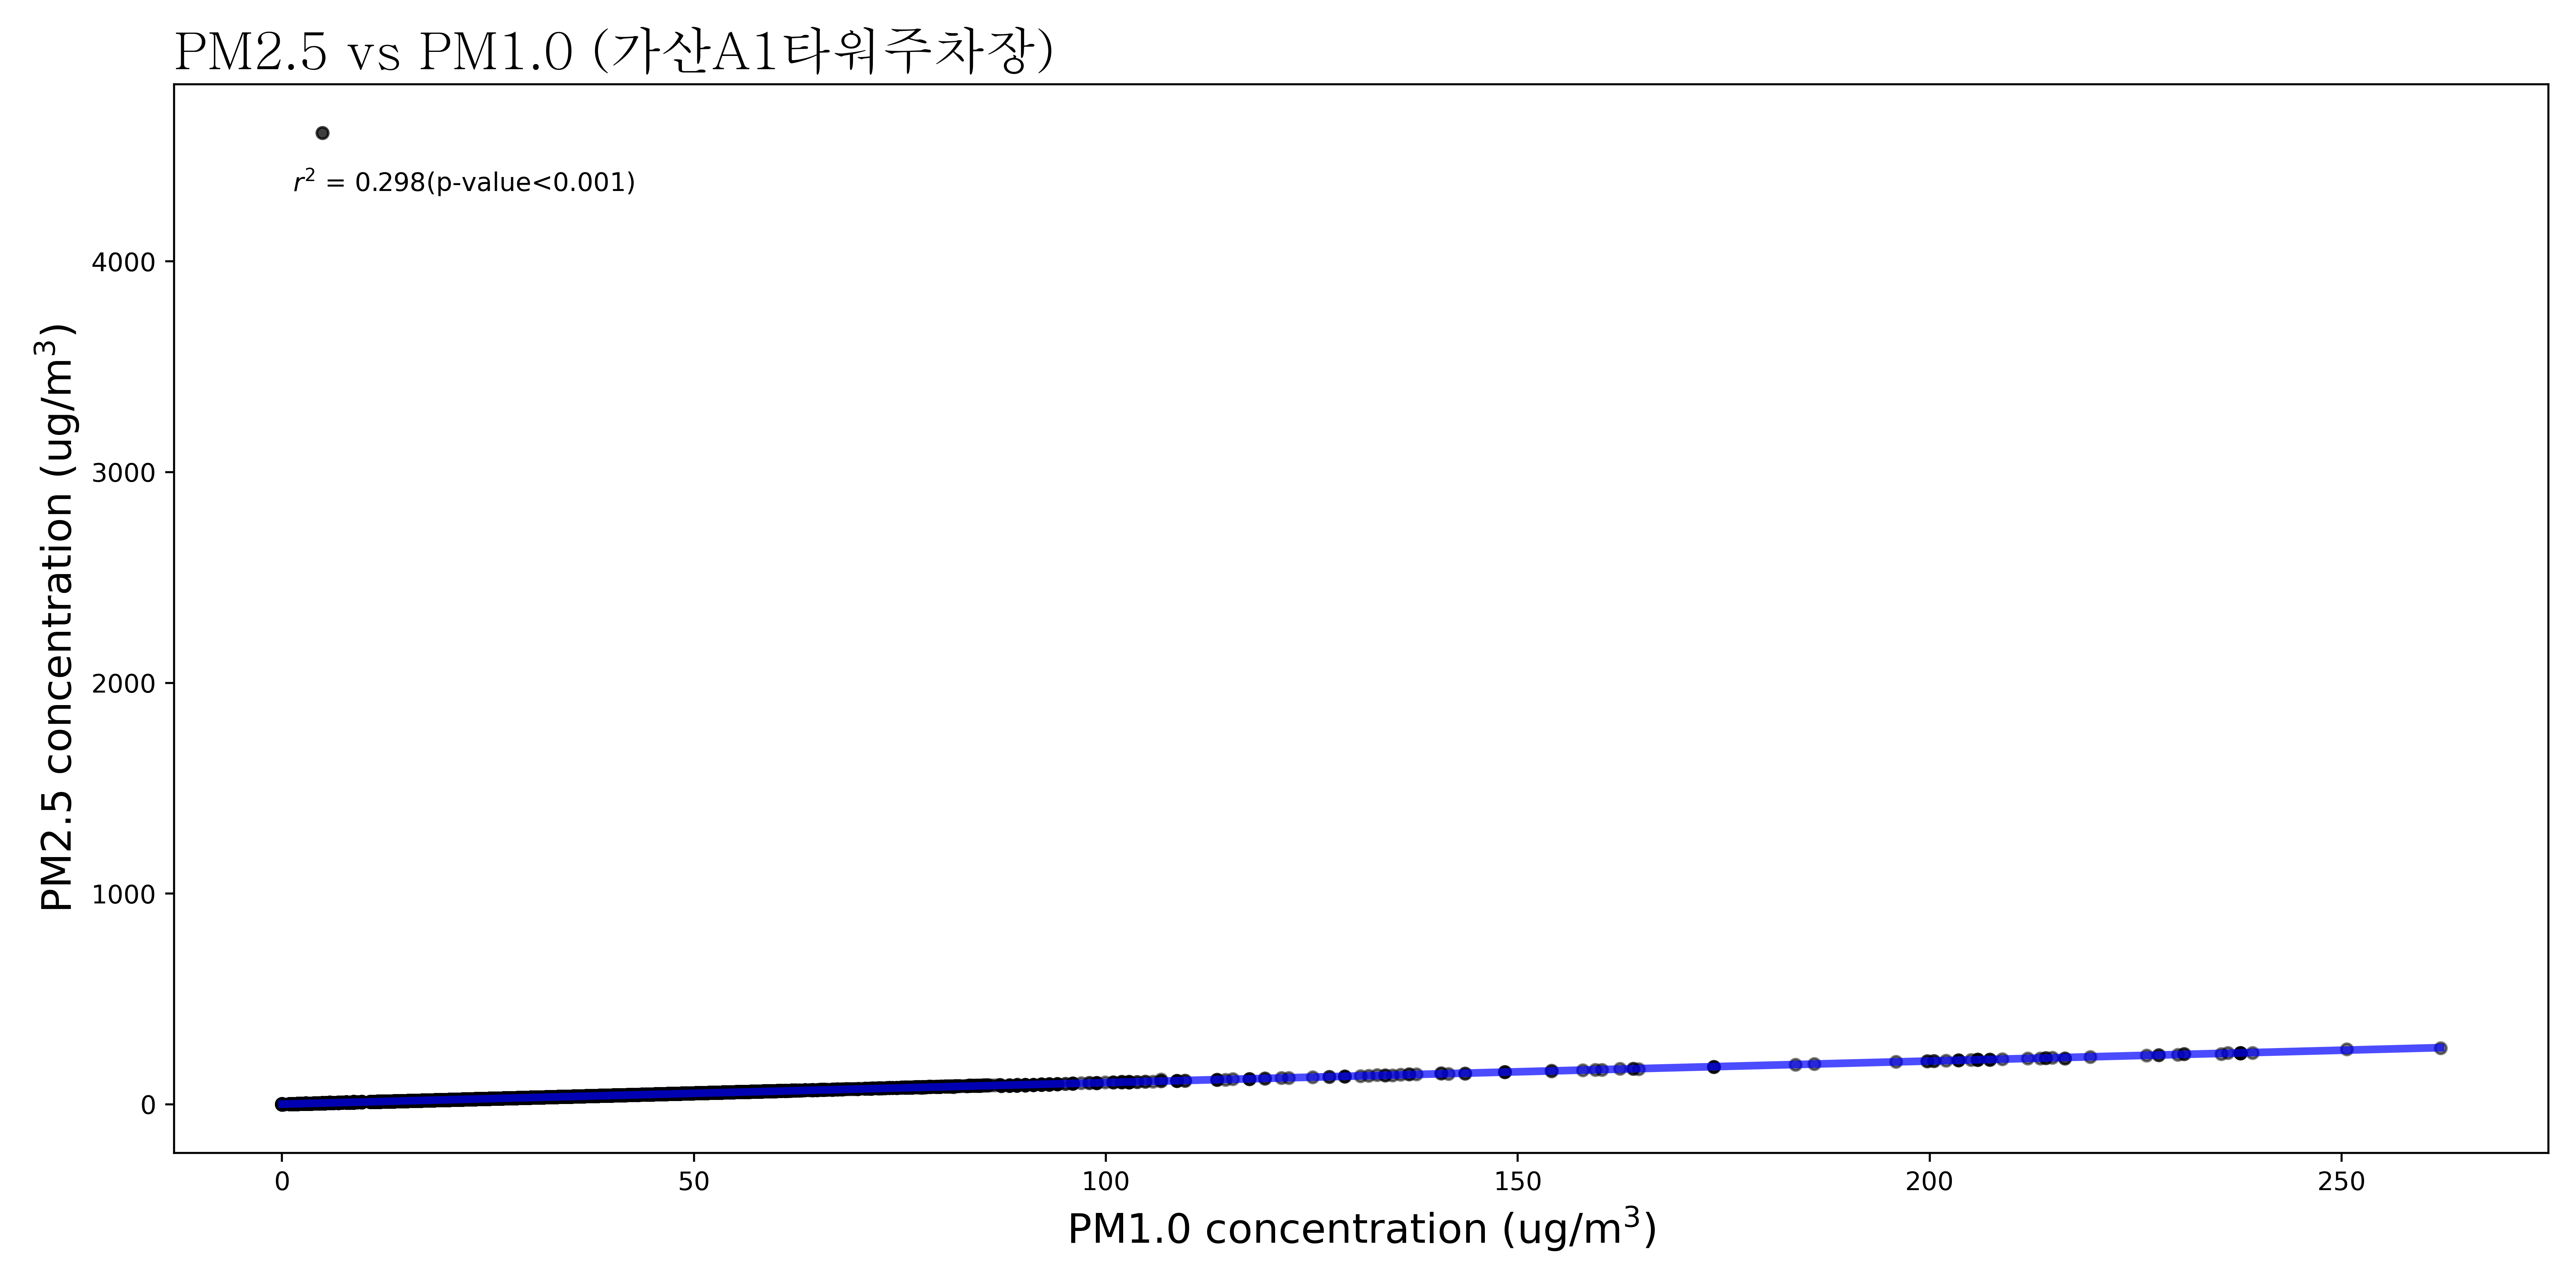 PM2.5 vs PM1.0 (가산A1타워주차장)
r² = 0.298(p-value<0.001)
PM2.5 concentration (ug/m³)
4000
3000
2000
1000
0
0 50 100 150 200 250
PM1.0 concentration (ug/m³)